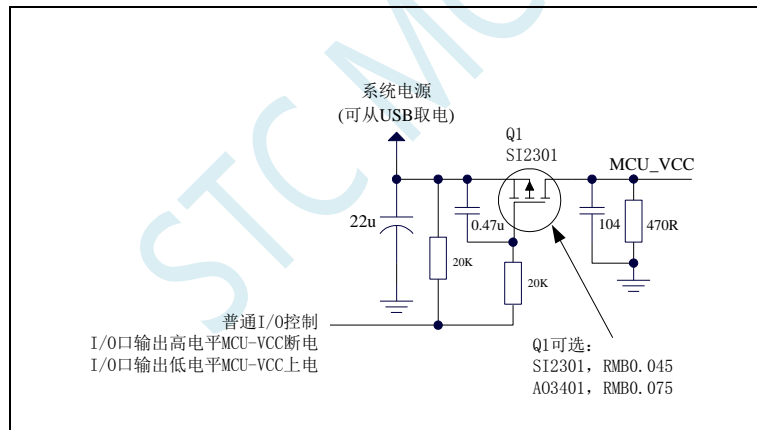 STC MC
系统电源
(可从USB取电)
Q1
SI2301
MCU_VCC
22u
0.47u
104
470R
20K
20K
普通I/O控制
I/O口输出高电平MCU-VCC断电
I/O口输出低电平MCU-VCC上电
Q1可选:
SI2301, RMB0.045
AO3401, RMB0.075